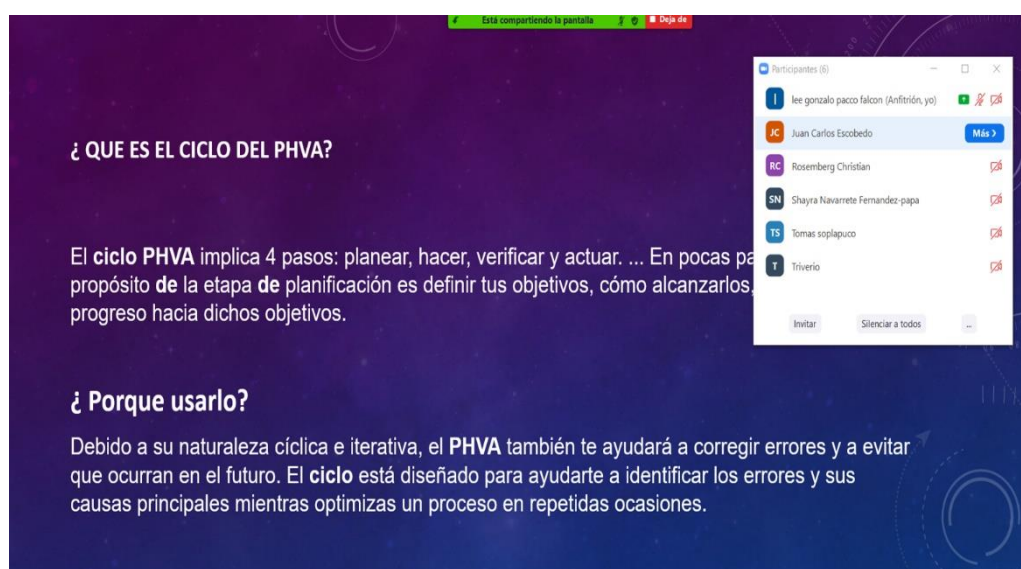 Está compartiendo la pantalla
Deja de
Participantes (6)
I lee gonzalo pacco falcon (Anfitrión, yo)
JC Juan Carlos Escobedo Más >
RC Rosemberg Christian
SN Shayra Navarrete Fernandez-papa
TS Tomas soplapuco
T Triverio
Invitar Silenciar a todos ...
¿ QUE ES EL CICLO DEL PHVA?
El ciclo PHVA implica 4 pasos: planear, hacer, verificar y actuar. ... En pocas pa
propósito de la etapa de planificación es definir tus objetivos, cómo alcanzarlos,
progreso hacia dichos objetivos.
¿ Porque usarlo?
Debido a su naturaleza cíclica e iterativa, el PHVA también te ayudará a corregir errores y a evitar
que ocurran en el futuro. El ciclo está diseñado para ayudarte a identificar los errores y sus
causas principales mientras optimizas un proceso en repetidas ocasiones.